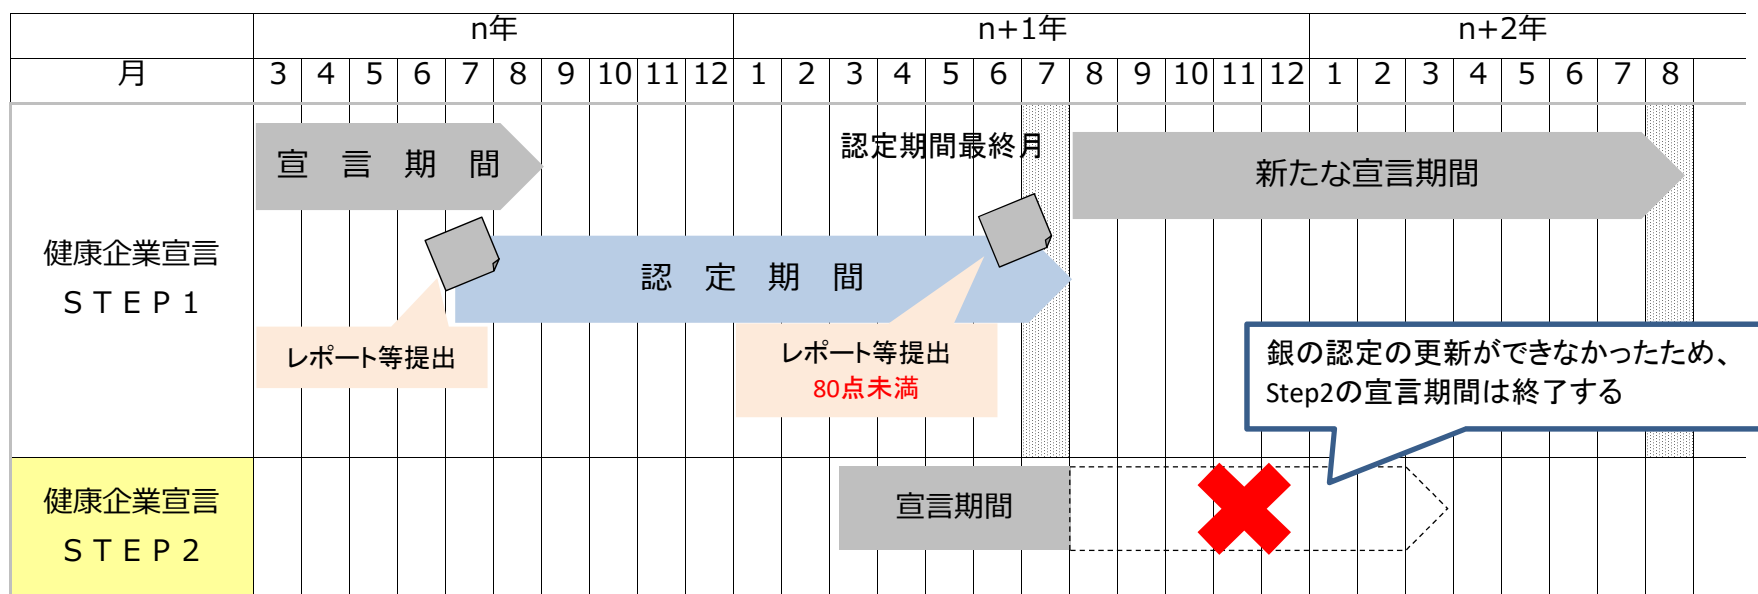 n年 n+1年 n+2年
月 3 4 5 6 7 8 9 10 11 12 1 2 3 4 5 6 7 8 9 10 11 12 1 2 3 4 5 6 7 8
認定期間最終月
宣 言 期 間
新たな宣言期間
健康企業宣言
ＳＴＥＰ１
認 定 期 間
レポート等提出
レポート等提出
80点未満
銀の認定の更新ができなかったため、
Step2の宣言期間は終了する
健康企業宣言
ＳＴＥＰ２
宣言期間